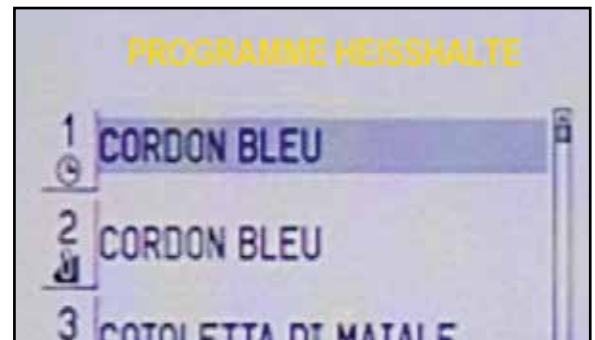 PROGRAMME HEISSHALTE
1 CORDON BLEU
2 CORDON BLEU
3 COTOLETTA DI MAIALE